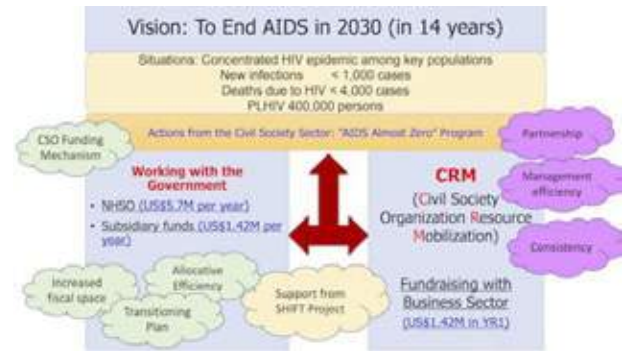 Vision: To End AIDS in 2030 (in 14 years)
Situations: Concentrated HIV epidemic among key populations
New infections < 1,000 cases
Deaths due to HIV < 4,000 cases
PLHIV 400,000 persons
Actions from the Civil Society Sector: "AIDS Almost Zero" Program
CSO Funding
Mechanism
Partnership
Working with the
Government
• NHSO (US$5.7M per year)
• Subsidiary funds (US$1.42M per
year)
CRM
(Civil Society
Organization Resource
Mobilization)
Management
efficiency
Consistency
Increased
fiscal space
Allocative
Efficiency
Transitioning
Plan
Support from
SHIFT Project
Fundraising with
Business Sector
(US$1.42M in YR1)